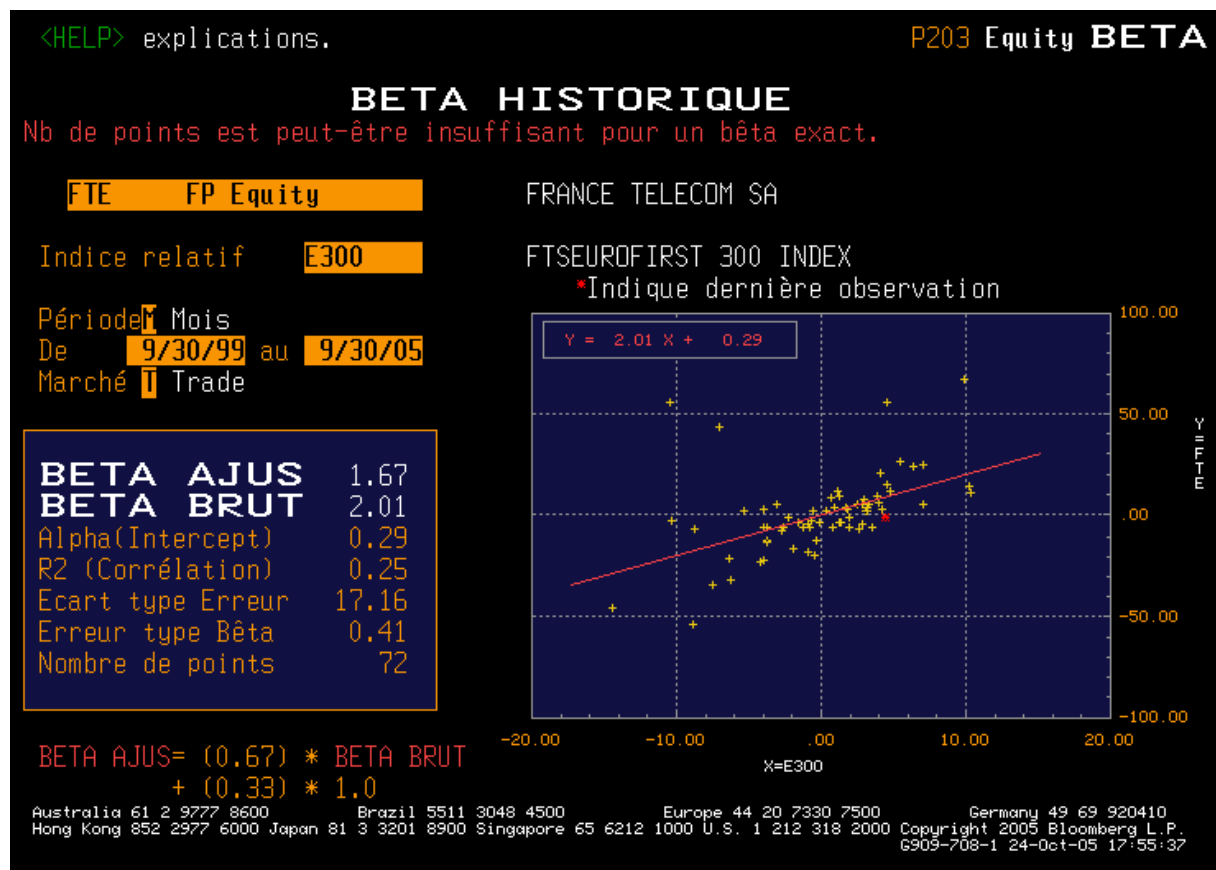 <HELP> explications. P203 Equity BETA
BETA HISTORIQUE
Nb de points est peut-être insuffisant pour un bêta exact.
FTE FP Equity FRANCE TELECOM SA
Indice relatif E300 FTSEUROFIRST 300 INDEX
*Indique dernière observation
Période M Mois
De 9/30/99 au 9/30/05
Marché T Trade
BETA AJUS 1.67
BETA BRUT 2.01
Alpha(Intercept) 0.29
R2 (Corrélation) 0.25
Ecart type Erreur 17.16
Erreur type Bêta 0.41
Nombre de points 72
BETA AJUS= (0.67) * BETA BRUT
+ (0.33) * 1.0
Y = 2.01 X + 0.29
100.00
50.00
.00
-50.00
-100.00
Y=FTE
-20.00 -10.00 .00 10.00 20.00
X=E300
Australia 61 2 9777 8600 Brazil 5511 3048 4500 Europe 44 20 7330 7500 Germany 49 69 920410
Hong Kong 852 2977 6000 Japan 81 3 3201 8900 Singapore 65 6212 1000 U.S. 1 212 318 2000 Copyright 2005 Bloomberg L.P.
G909-708-1 24-Oct-05 17:55:37